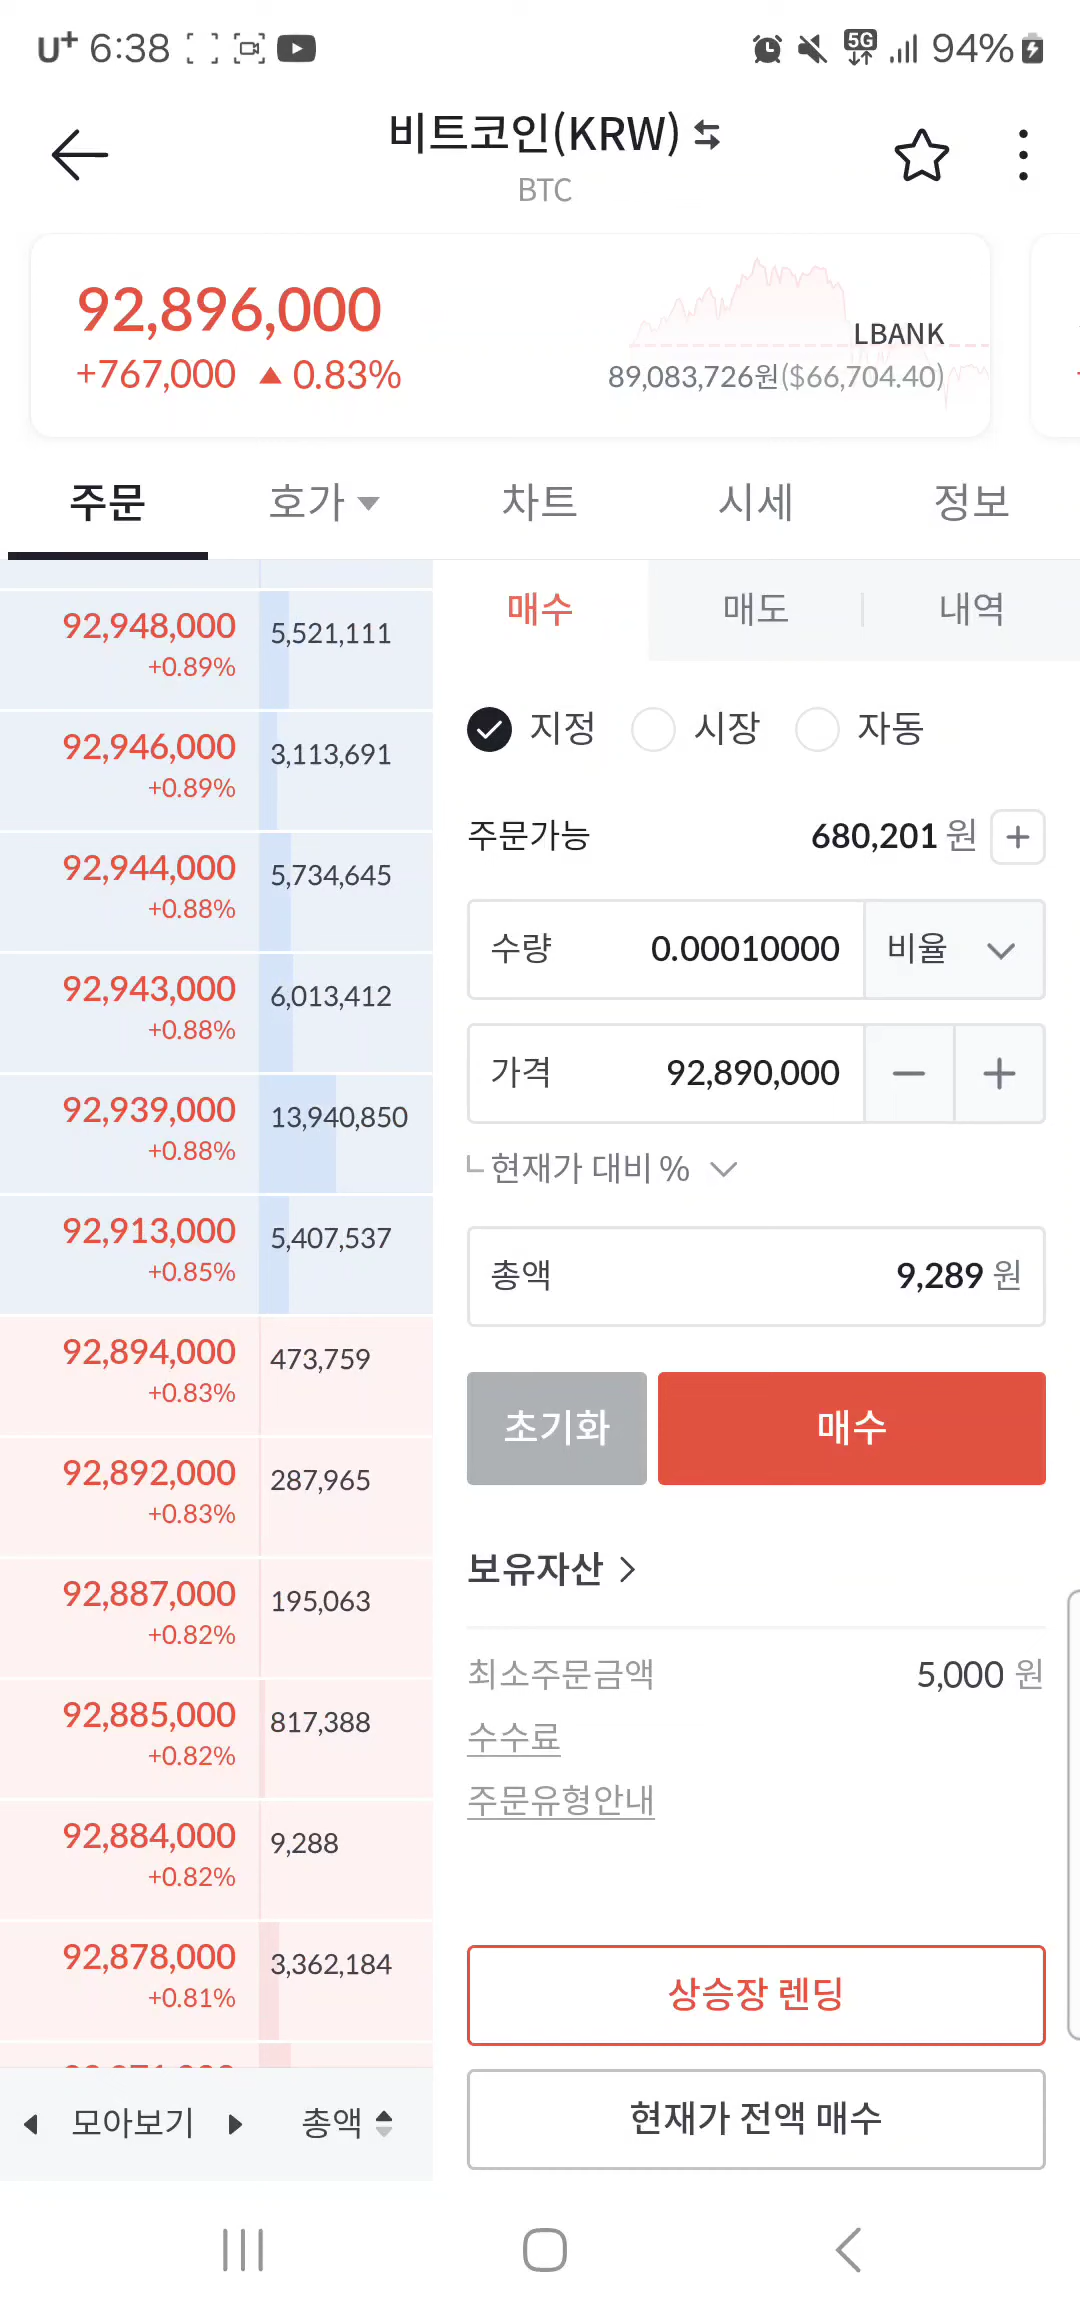 U+ 6:38 5G 94%
비트코인(KRW)
BTC
92,896,000
+767,000 ▲ 0.83%
LBANK
89,083,726원($66,704.40)
주문 호가 차트 시세 정보
92,948,000 5,521,111
+0.89%
92,946,000 3,113,691
+0.89%
92,944,000 5,734,645
+0.88%
92,943,000 6,013,412
+0.88%
92,939,000 13,940,850
+0.88%
92,913,000 5,407,537
+0.85%
92,894,000 473,759
+0.83%
92,892,000 287,965
+0.83%
92,887,000 195,063
+0.82%
92,885,000 817,388
+0.82%
92,884,000 9,288
+0.82%
92,878,000 3,362,184
+0.81%
모아보기 총액
매수 매도 내역
지정 시장 자동
주문가능 680,201 원 +
수량 0.00010000 비율
가격 92,890,000 − +
현재가 대비 %
총액 9,289 원
초기화 매수
보유자산 >
최소주문금액 5,000 원
수수료
주문유형안내
상승장 렌딩
현재가 전액 매수